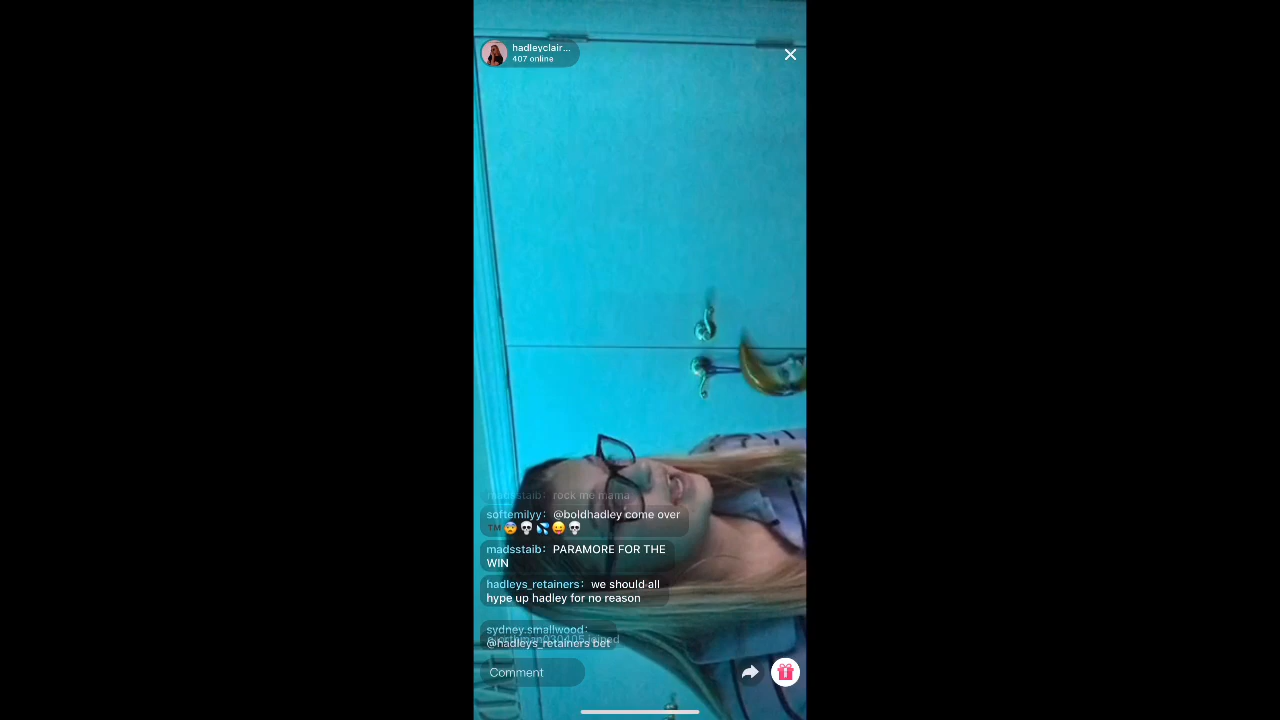 hadleyclair...
407 online
madsstaib: rock me mama
softemilyy: @boldhadley come over
™😨💀💦😛💀
madsstaib: PARAMORE FOR THE
WIN
hadleys_retainers: we should all
hype up hadley for no reason
sydney.smallwood:
@hadleys_retainers bet
joined
Comment